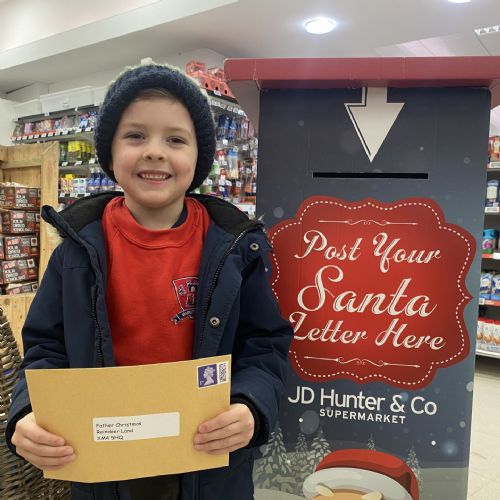 Post Your
Santa
Letter Here
JD Hunter & Co
SUPERMARKET
Father Christmas
Reindeer Land
XM4 5HQ